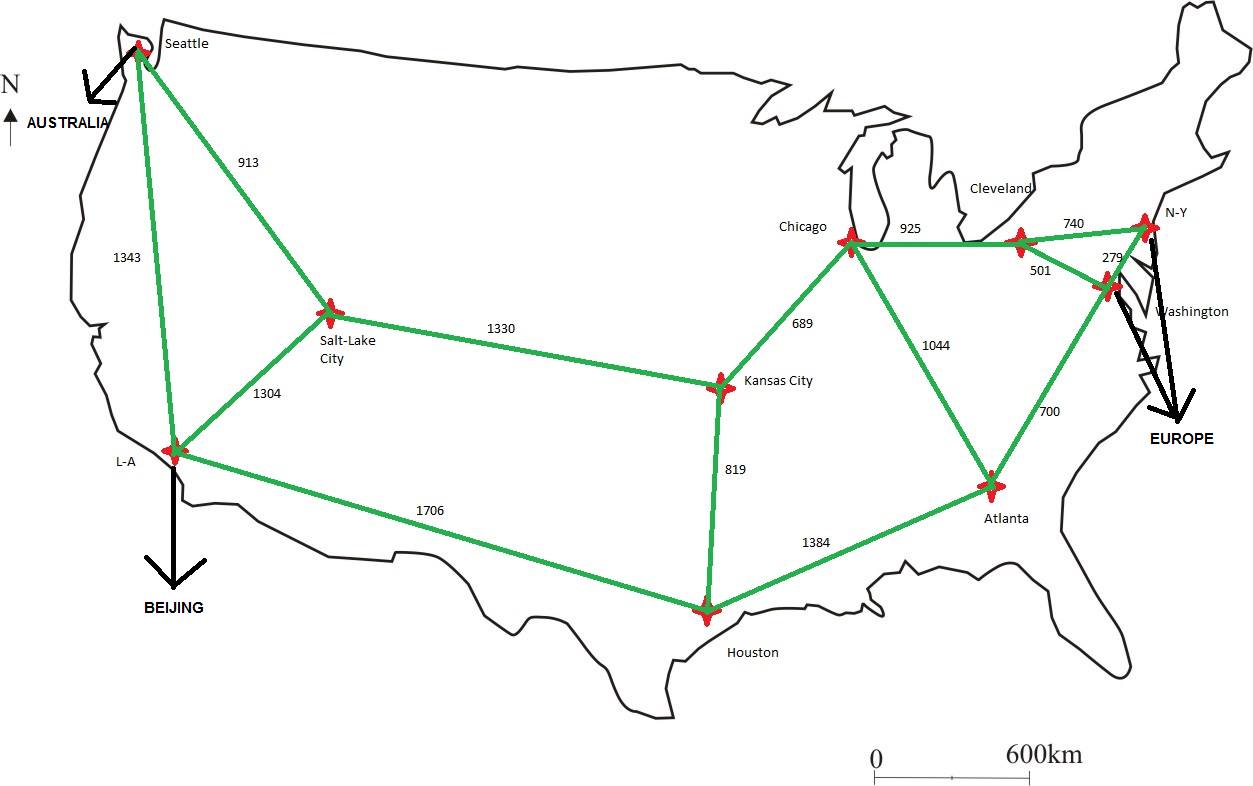 Seattle
N
AUSTRALIA
913
Cleveland
N-Y
740
Chicago
925
1343
501
279
Washington
Salt-Lake
City
1330
689
1044
Kansas City
1304
700
EUROPE
L-A
819
1706
Atlanta
1384
BEIJING
Houston
0
600km